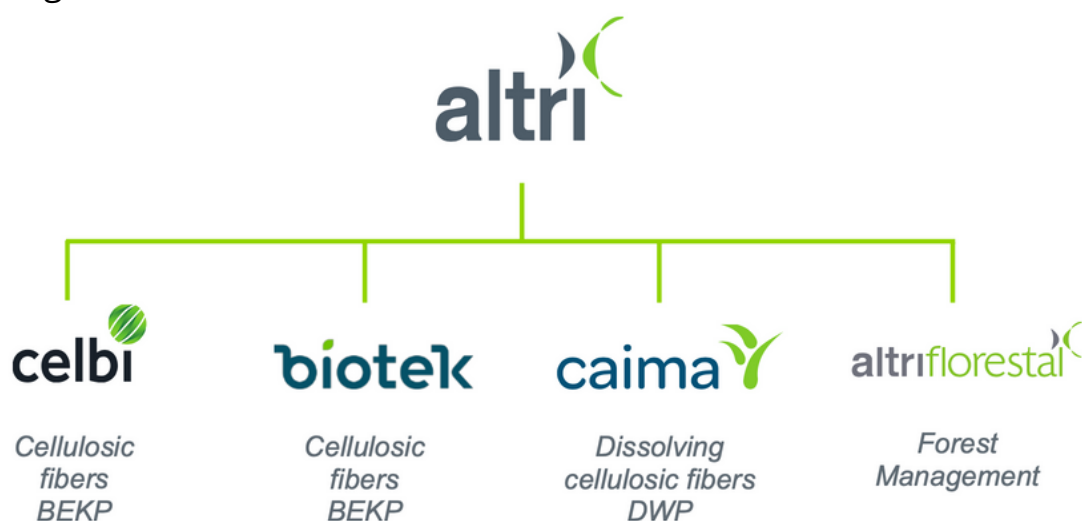 altri
celbi
biotek
caima
altriflorestal
Cellulosic
fibers
BEKP
Cellulosic
fibers
BEKP
Dissolving
cellulosic fibers
DWP
Forest
Management